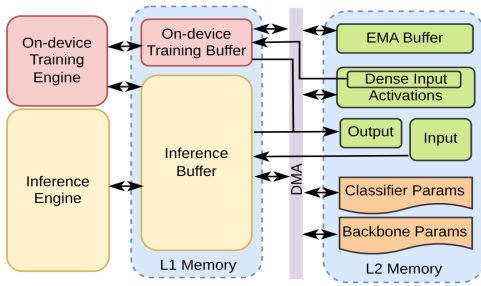 On-device
Training
Engine
Inference
Engine
On-device
Training Buffer
Inference
Buffer
L1 Memory
DMA
EMA Buffer
Dense Input
Activations
Output
Input
Classifier Params
Backbone Params
L2 Memory